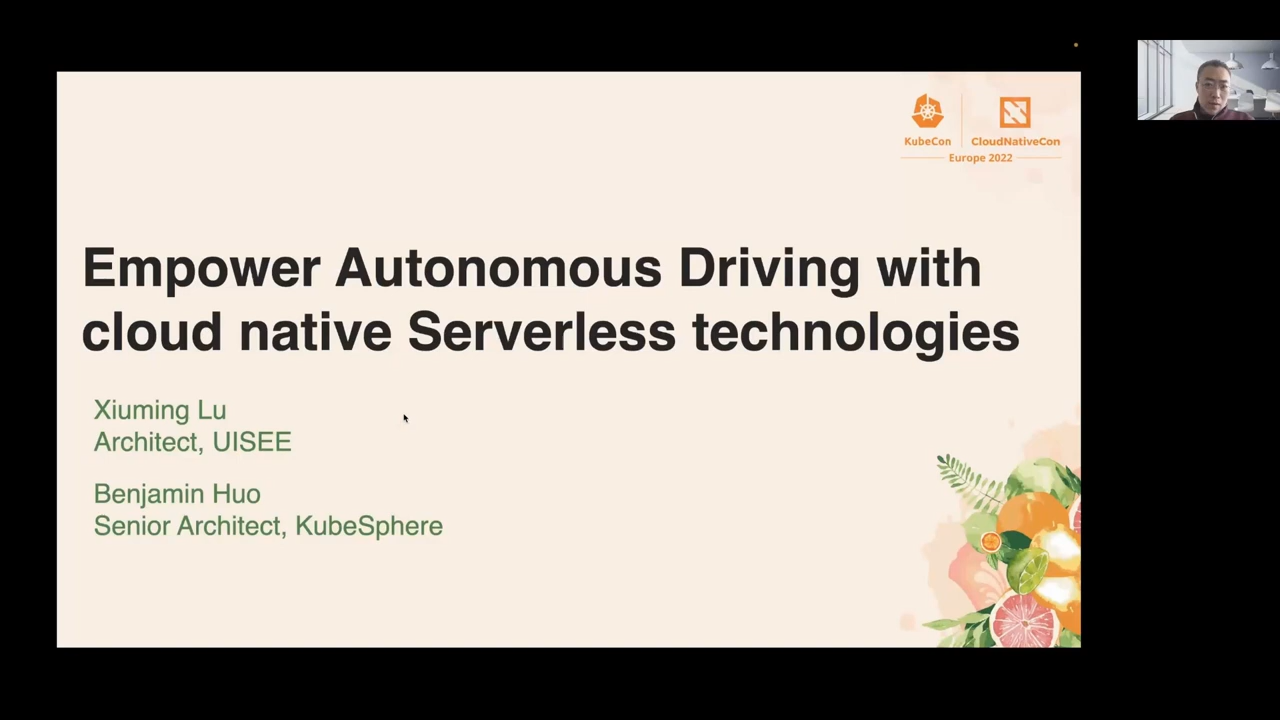 KubeCon
CloudNativeCon
Europe 2022
Empower Autonomous Driving with
cloud native Serverless technologies
Xiuming Lu
Architect, UISEE
Benjamin Huo
Senior Architect, KubeSphere